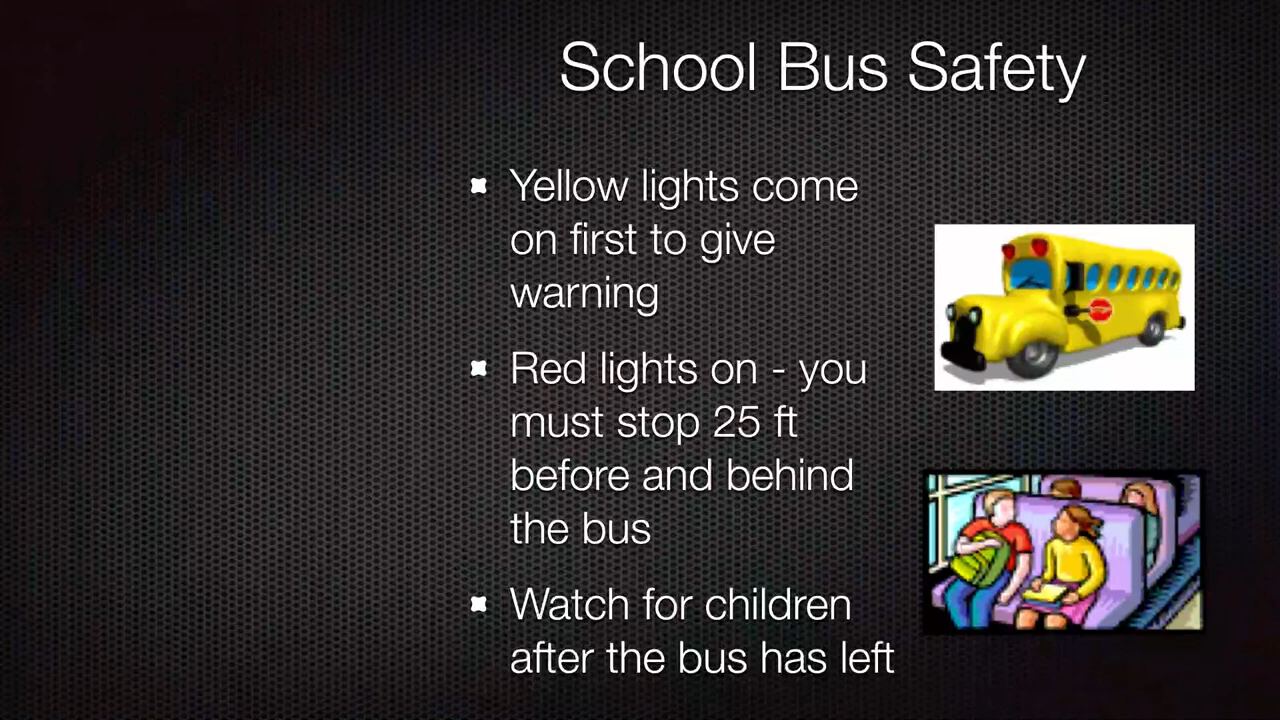 School Bus Safety
Yellow lights come
on first to give
warning
Red lights on - you
must stop 25 ft
before and behind
the bus
Watch for children
after the bus has left